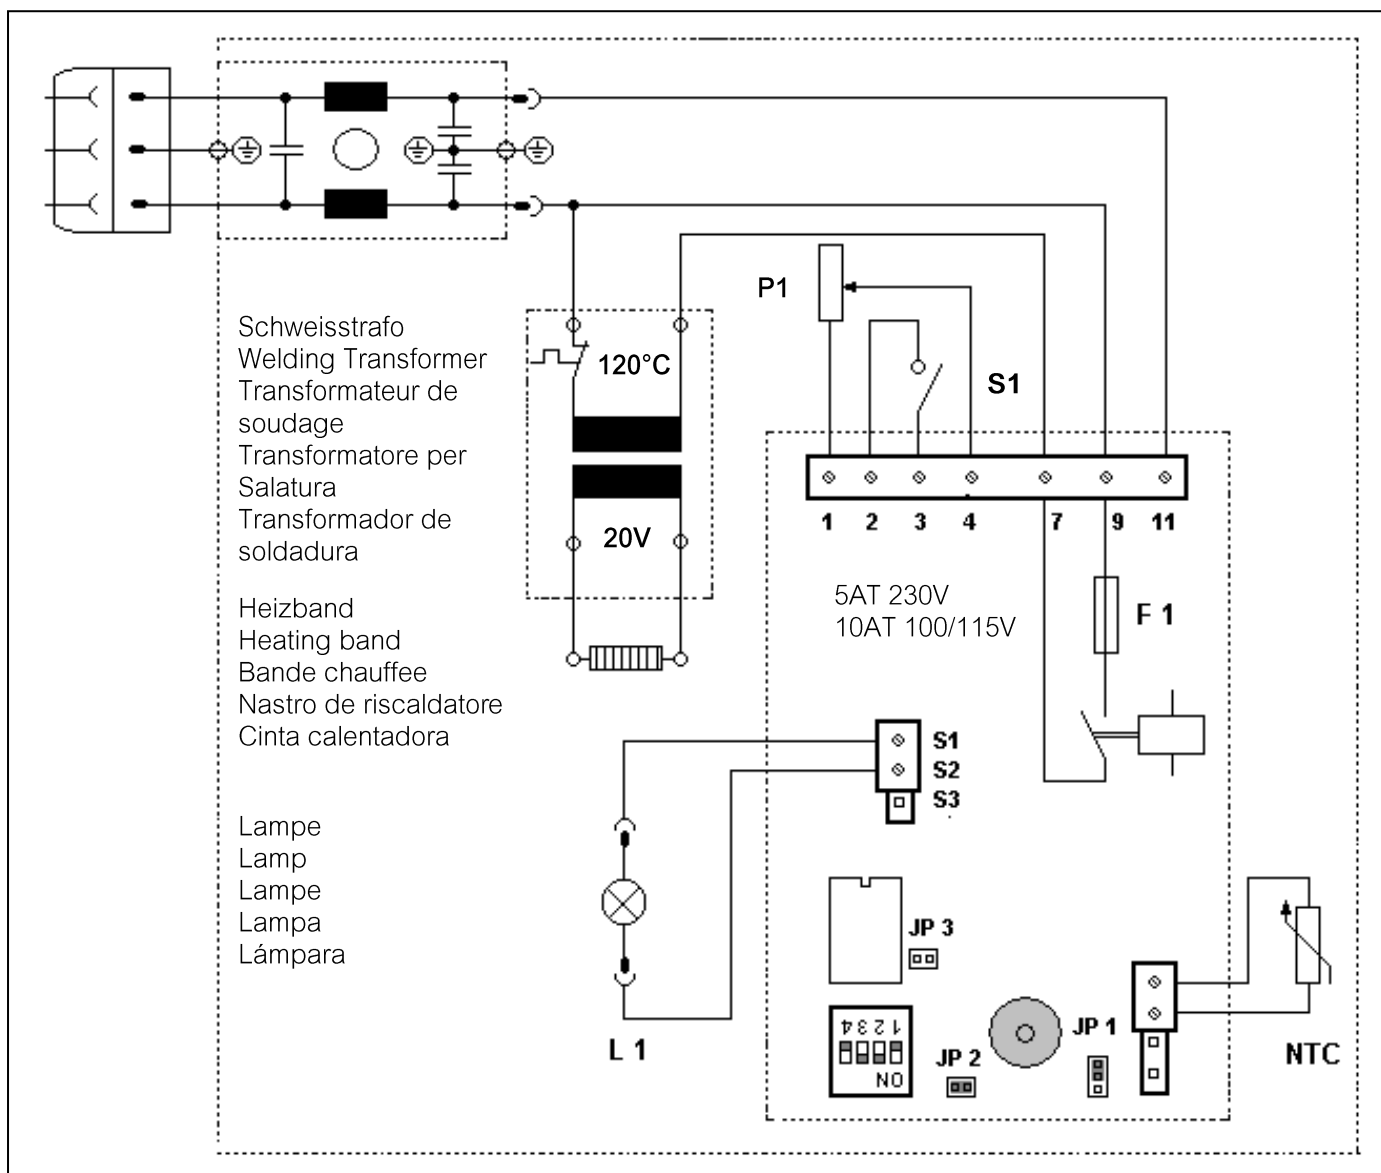 P1
Schweisstrafo
Welding Transformer
Transformateur de
soudage
Transformatore per
Salatura
Transformador de
soldadura
120°C
S1
20V
1 2 3 4 7 9 11
Heizband
Heating band
Bande chauffee
Nastro de riscaldatore
Cinta calentadora
5AT 230V
10AT 100/115V
F 1
S1
S2
S3
Lampe
Lamp
Lampe
Lampa
Lámpara
L 1
JP 3
1 2 3 4
ON
JP 2
JP 1
NTC